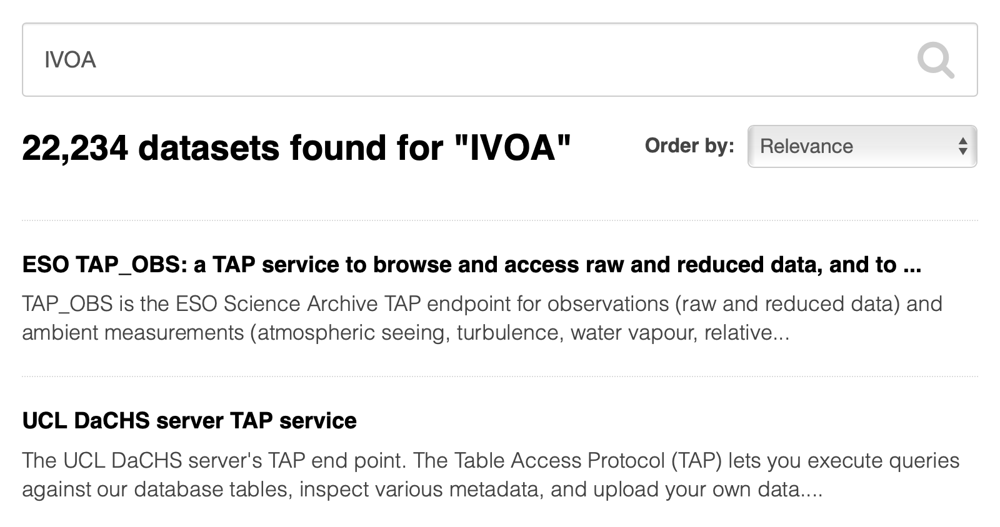 IVOA
22,234 datasets found for "IVOA"
Order by: Relevance
ESO TAP_OBS: a TAP service to browse and access raw and reduced data, and to ...
TAP_OBS is the ESO Science Archive TAP endpoint for observations (raw and reduced data) and
ambient measurements (atmospheric seeing, turbulence, water vapour, relative...
UCL DaCHS server TAP service
The UCL DaCHS server's TAP end point. The Table Access Protocol (TAP) lets you execute queries
against our database tables, inspect various metadata, and upload your own data....